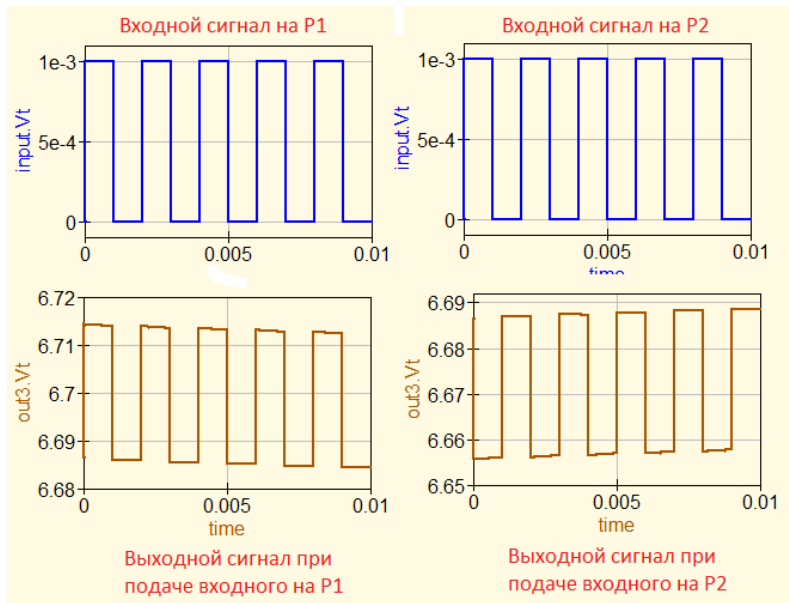 Входной сигнал на P1
Входной сигнал на P2
1e-3
input.Vt
5e-4
0
0
0.005
0.01
1e-3
input.Vt
5e-4
0
0
0.005
0.01
time
6.72
6.71
out3.Vt
6.7
6.69
6.68
0
0.005
0.01
time
6.69
6.68
out3.Vt
6.67
6.66
6.65
0
0.005
0.01
time
Выходной сигнал при
подаче входного на P1
Выходной сигнал при
подаче входного на P2